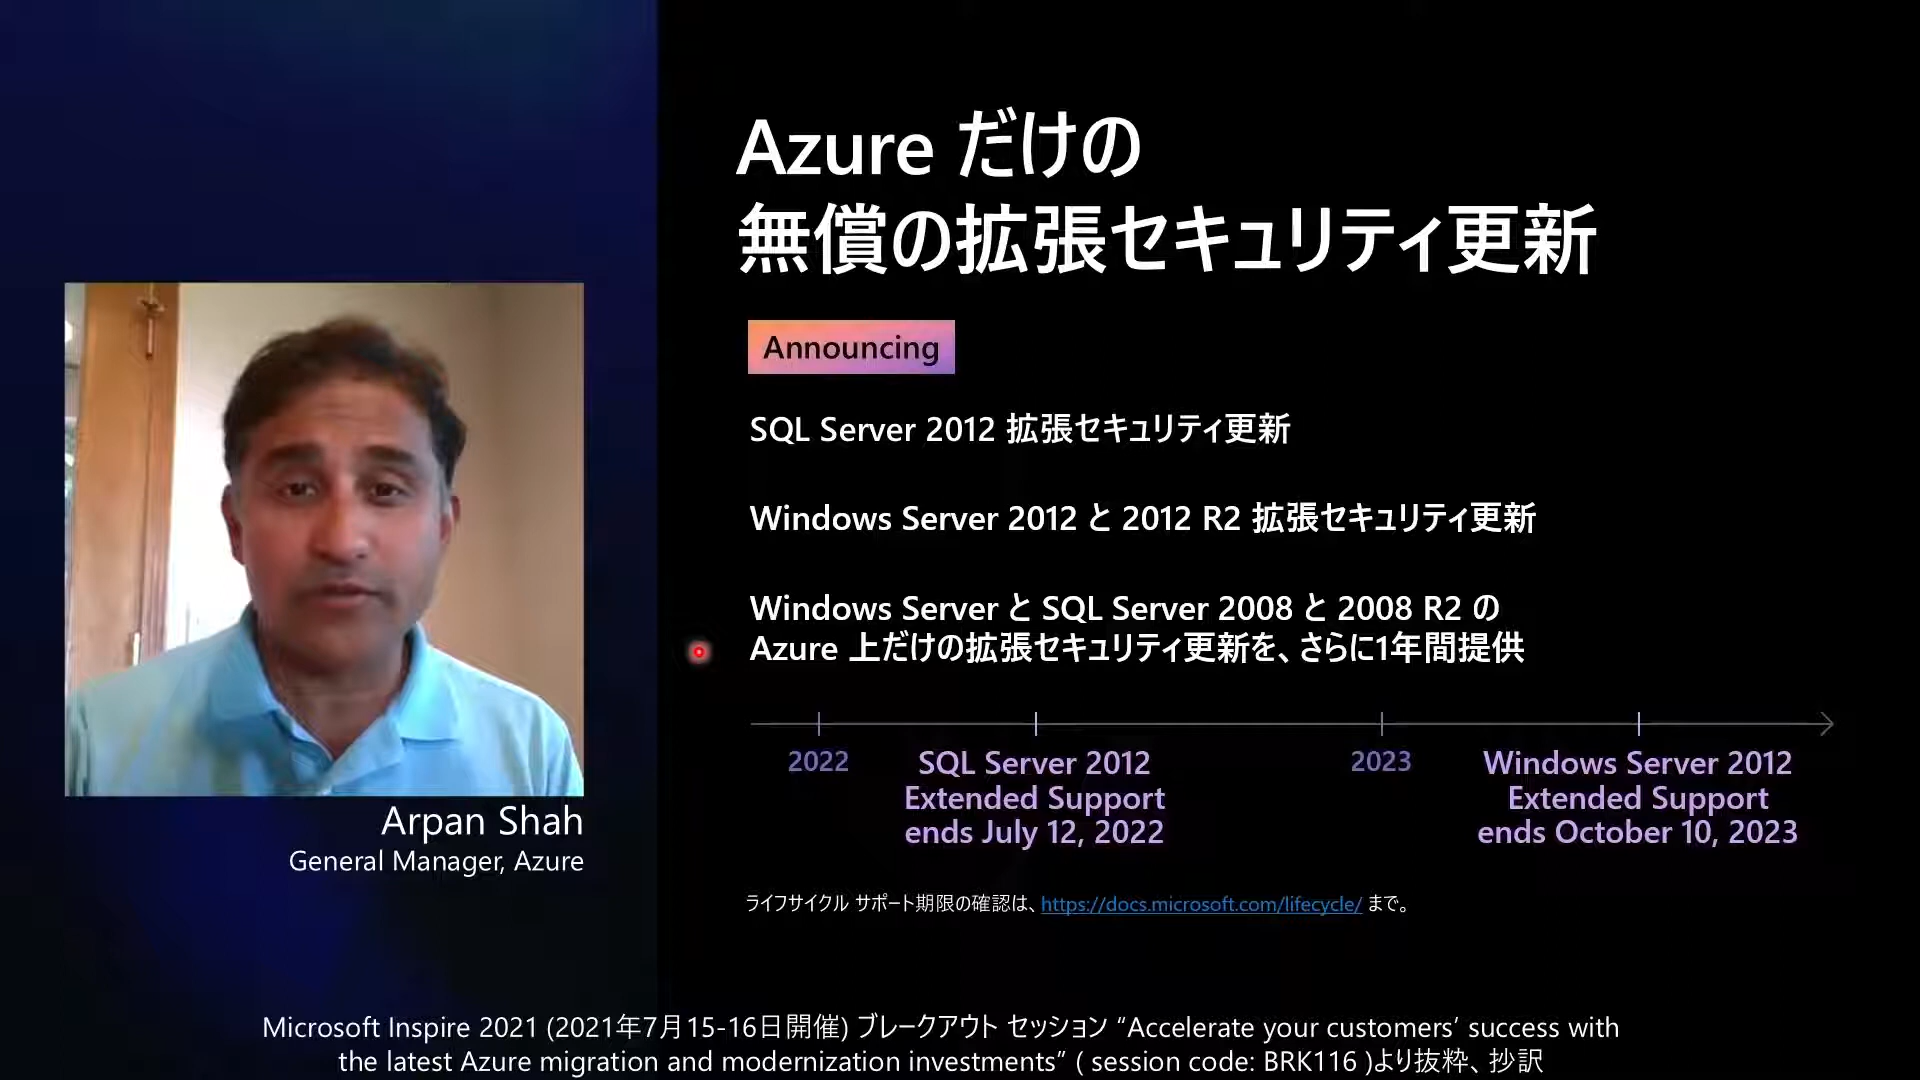 Azure だけの
無償の拡張セキュリティ更新
Announcing
SQL Server 2012 拡張セキュリティ更新
Windows Server 2012 と 2012 R2 拡張セキュリティ更新
Windows Server と SQL Server 2008 と 2008 R2 の
Azure 上だけの拡張セキュリティ更新を、さらに1年間提供
2022
SQL Server 2012
Extended Support
ends July 12, 2022
2023
Windows Server 2012
Extended Support
ends October 10, 2023
ライフサイクル サポート期限の確認は、https://docs.microsoft.com/lifecycle/ まで。
Arpan Shah
General Manager, Azure
Microsoft Inspire 2021 (2021年7月15-16日開催) ブレークアウト セッション “Accelerate your customers’ success with
the latest Azure migration and modernization investments” ( session code: BRK116 )より抜粋、抄訳